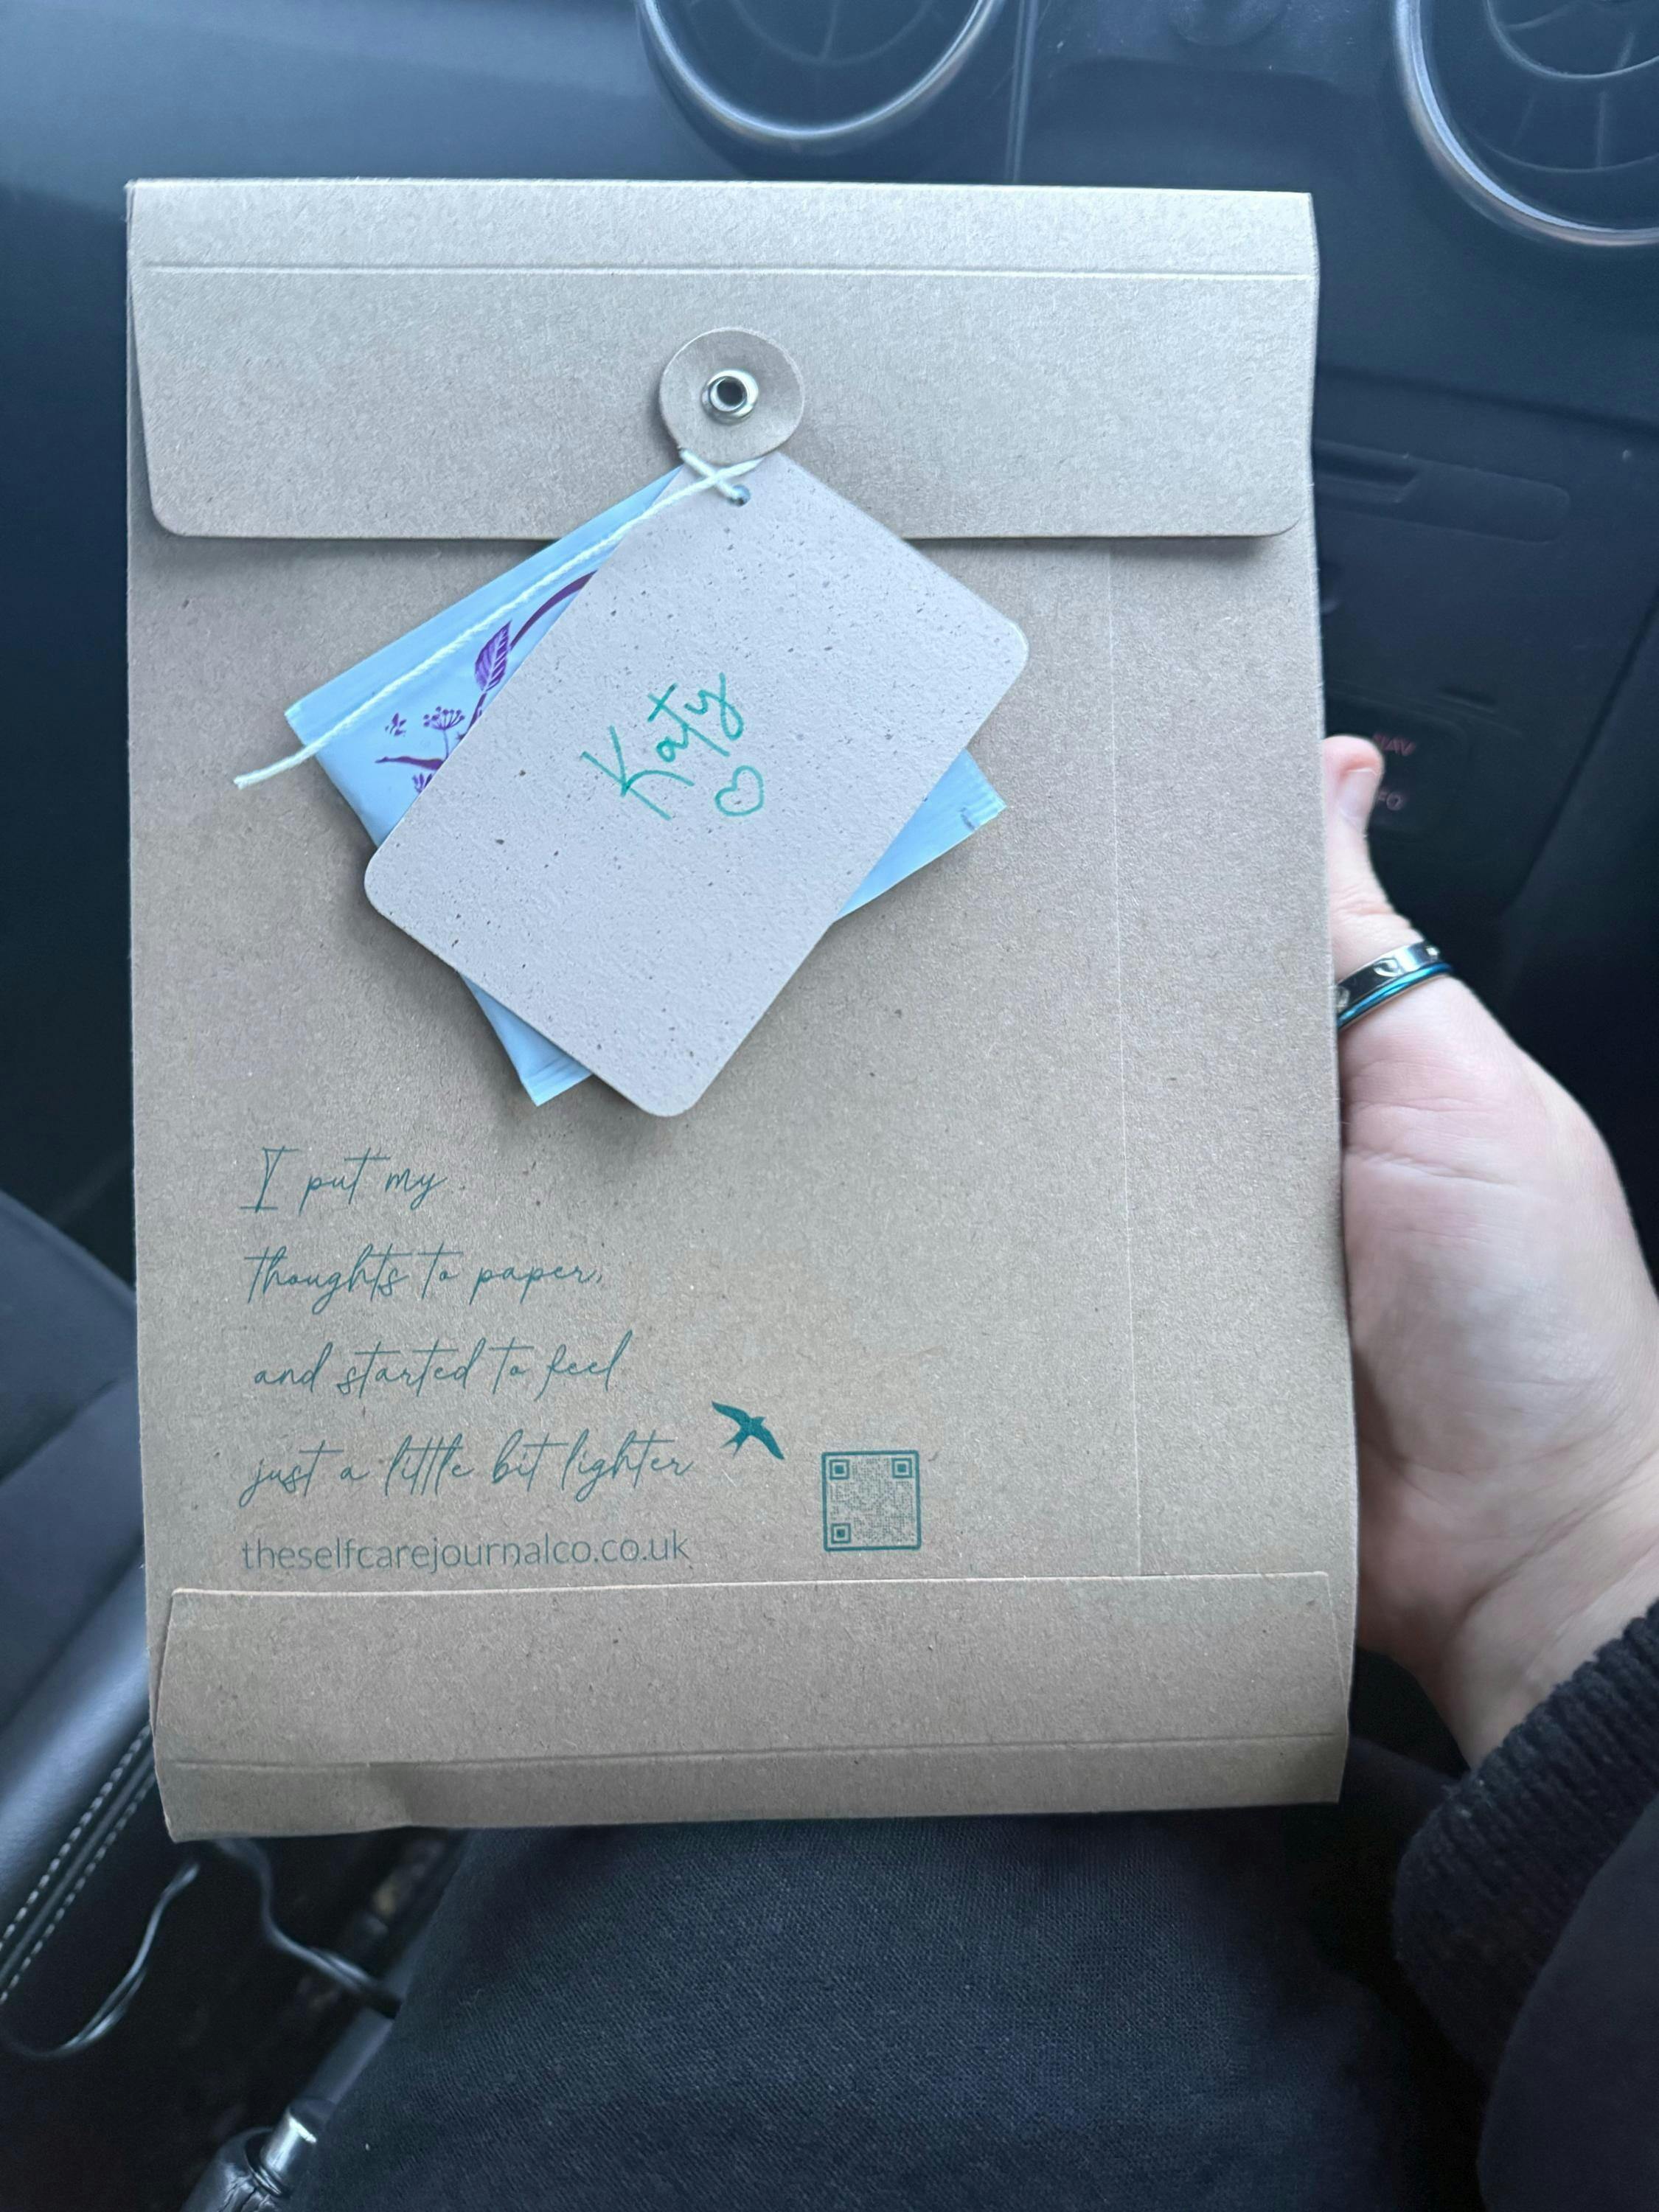 Katy
I put my
thoughts to paper,
and started to feel
just a little bit lighter
theselfcarejournalco.co.uk